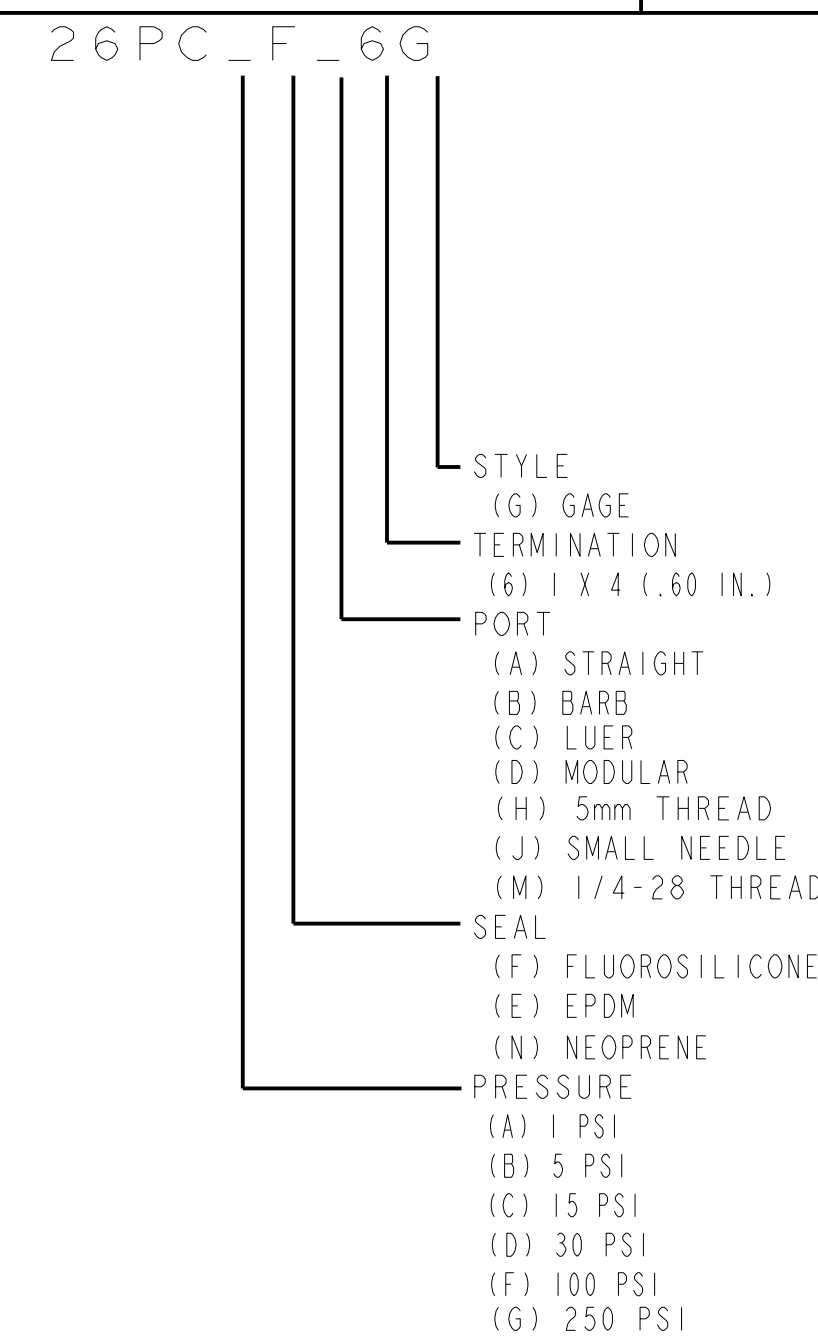 26PC_F_6G
STYLE
(G) GAGE
TERMINATION
(6) 1 X 4 (.60 IN.)
PORT
(A) STRAIGHT
(B) BARB
(C) LUER
(D) MODULAR
(H) 5mm THREAD
(J) SMALL NEEDLE
(M) 1/4-28 THREAD
SEAL
(F) FLUOROSILICONE
(E) EPDM
(N) NEOPRENE
PRESSURE
(A) 1 PSI
(B) 5 PSI
(C) 15 PSI
(D) 30 PSI
(F) 100 PSI
(G) 250 PSI